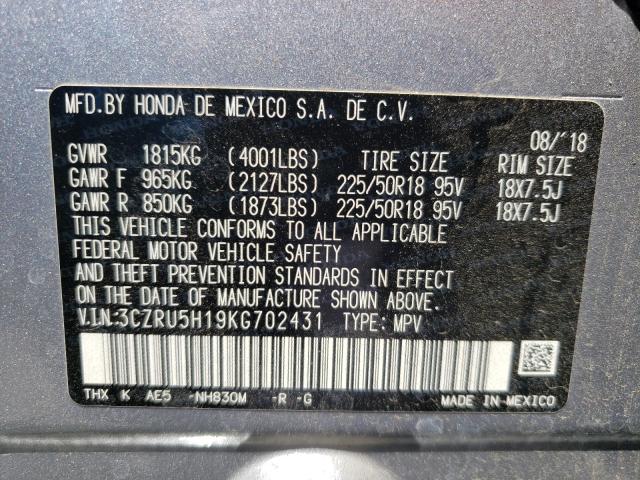 MFD.BY HONDA DE MEXICO S.A. DE C.V.
08/'18
GVWR 1815KG (4001LBS) TIRE SIZE RIM SIZE
GAWR F 965KG (2127LBS) 225/50R18 95V 18X7.5J
GAWR R 850KG (1873LBS) 225/50R18 95V 18X7.5J
THIS VEHICLE CONFORMS TO ALL APPLICABLE
FEDERAL MOTOR VEHICLE SAFETY
AND THEFT PREVENTION STANDARDS IN EFFECT
ON THE DATE OF MANUFACTURE SHOWN ABOVE.
V.I.N:3CZRU5H19KG702431 TYPE: MPV
THX K AE5 -NH830M -R -G MADE IN MEXICO